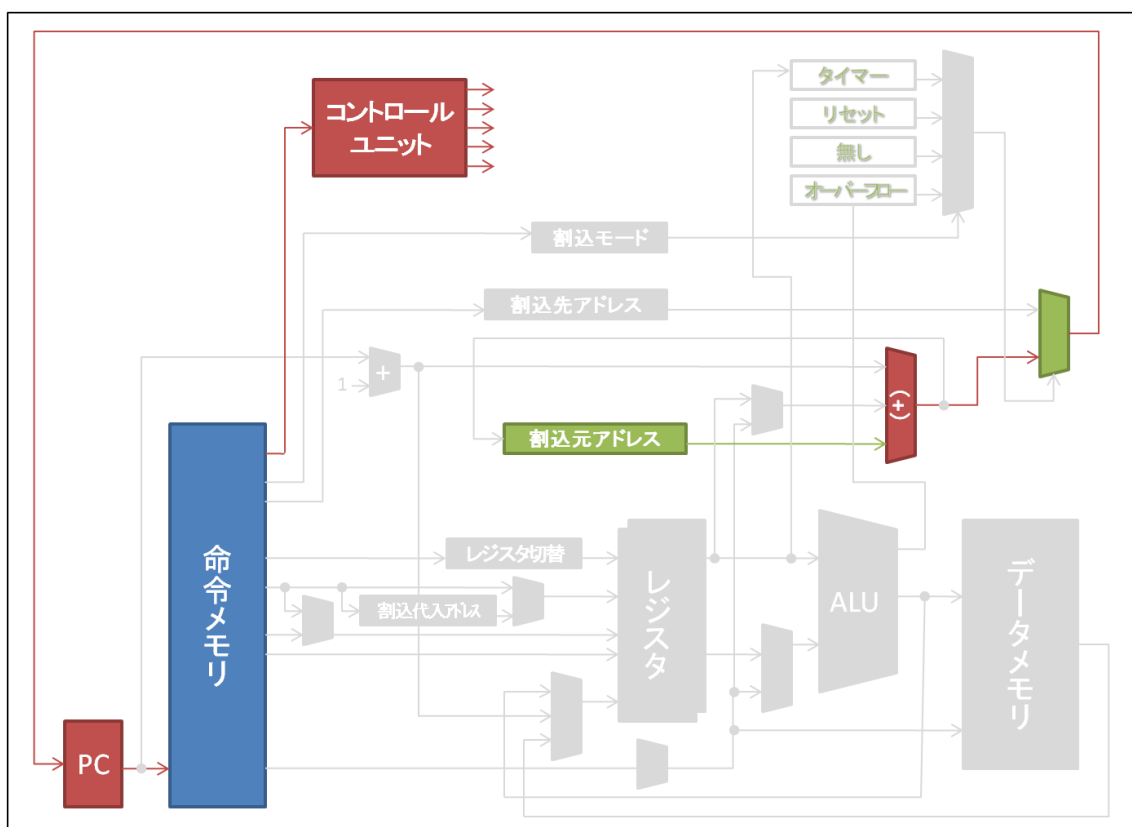 コントロール
ユニット
タイマー
リセット
無し
オーバーフロー
割込モード
割込先アドレス
+
1
(+)
割込元アドレス
命令メモリ
レジスタ切替
割込代入アドレス
レジスタ
ALU
データメモリ
PC